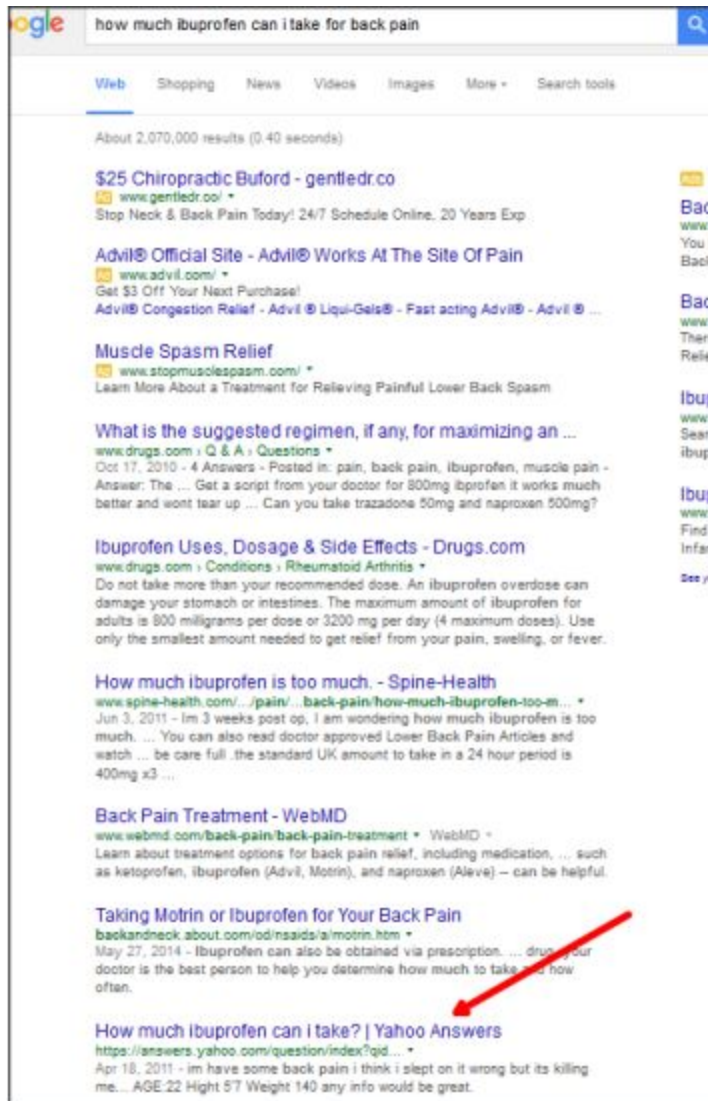 ogle how much ibuprofen can i take for back pain
Web Shopping News Videos Images More Search tools
About 2,070,000 results (0.40 seconds)
$25 Chiropractic Buford - gentledr.co
Ad www.gentledr.co/
Stop Neck & Back Pain Today! 24/7 Schedule Online, 20 Years Exp
Advil® Official Site - Advil® Works At The Site Of Pain
Ad www.advil.com/
Get $3 Off Your Next Purchase!
Advil® Congestion Relief - Advil ® Liqui-Gels® - Fast acting Advil® - Advil ® ...
Muscle Spasm Relief
Ad www.stopmusclespasm.com/
Learn More About a Treatment for Relieving Painful Lower Back Spasm
What is the suggested regimen, if any, for maximizing an ...
www.drugs.com › Q & A › Questions
Oct 17, 2010 - 4 Answers - Posted in: pain, back pain, ibuprofen, muscle pain -
Answer: The ... Get a script from your doctor for 800mg ibprofen it works much
better and wont tear up ... Can you take trazadone 50mg and naproxen 500mg?
Ibuprofen Uses, Dosage & Side Effects - Drugs.com
www.drugs.com › Conditions › Rheumatoid Arthritis
Do not take more than your recommended dose. An ibuprofen overdose can
damage your stomach or intestines. The maximum amount of ibuprofen for
adults is 800 milligrams per dose or 3200 mg per day (4 maximum doses). Use
only the smallest amount needed to get relief from your pain, swelling, or fever.
How much ibuprofen is too much. - Spine-Health
www.spine-health.com/.../pain/...back-pain/how-much-ibuprofen-too-m...
Jun 3, 2011 - Im 3 weeks post op, I am wondering how much ibuprofen is too
much. ... You can also read doctor approved Lower Back Pain Articles and
watch ... be care full .the standard UK amount to take in a 24 hour period is
400mg x3 ...
Back Pain Treatment - WebMD
www.webmd.com/back-pain/back-pain-treatment WebMD
Learn about treatment options for back pain relief, including medication, ... such
as ketoprofen, ibuprofen (Advil, Motrin), and naproxen (Aleve) -- can be helpful.
Taking Motrin or Ibuprofen for Your Back Pain
backandneck.about.com/od/nsaids/a/motrin.htm
May 27, 2014 - Ibuprofen can also be obtained via prescription. ... drug, your
doctor is the best person to help you determine how much to take and how
often.
How much ibuprofen can i take? | Yahoo Answers
https://answers.yahoo.com/question/index?qid...
Apr 18, 2011 - im have some back pain i think i slept on it wrong but its killing
me... AGE:22 Hight 5'7 Weight 140 any info would be great.
Ads
Bac
www.
You
Back
Bac
www.
Ther
Relie
Ibup
www.
Sear
ibup
Ibup
www.
Find
Infar
See y